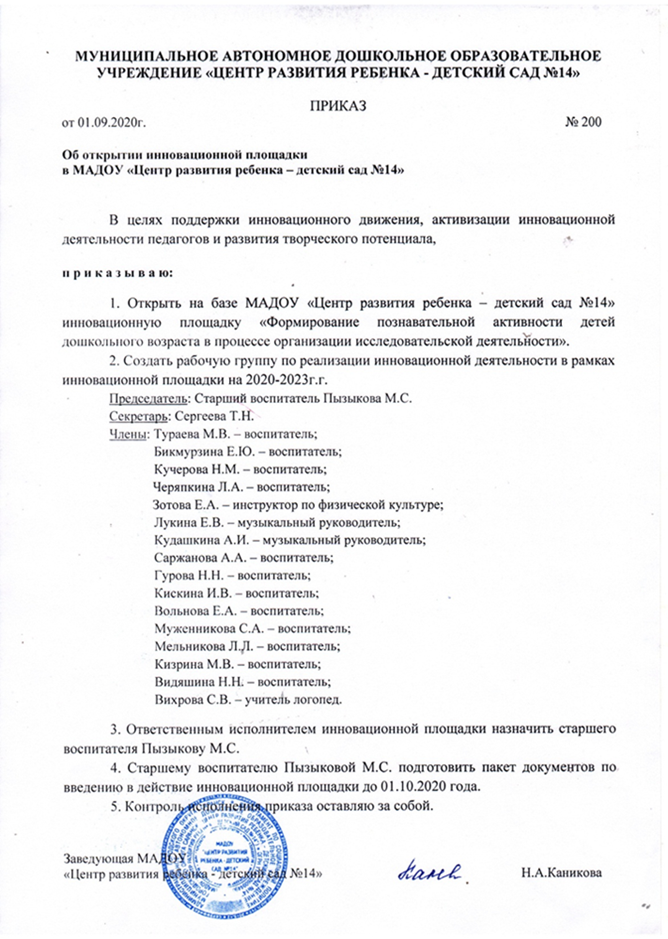 МУНИЦИПАЛЬНОЕ АВТОНОМНОЕ ДОШКОЛЬНОЕ ОБРАЗОВАТЕЛЬНОЕ
УЧРЕЖДЕНИЕ «ЦЕНТР РАЗВИТИЯ РЕБЕНКА - ДЕТСКИЙ САД №14»
ПРИКАЗ
от 01.09.2020г. № 200
Об открытии инновационной площадки
в МАДОУ «Центр развития ребенка – детский сад №14»
В целях поддержки инновационного движения, активизации инновационной
деятельности педагогов и развития творческого потенциала,
п р и к а з ы в а ю:
1. Открыть на базе МАДОУ «Центр развития ребенка – детский сад №14»
инновационную площадку «Формирование познавательной активности детей
дошкольного возраста в процессе организации исследовательской деятельности».
2. Создать рабочую группу по реализации инновационной деятельности в рамках
инновационной площадки на 2020-2023г.г.
Председатель: Старший воспитатель Пызыкова М.С.
Секретарь: Сергеева Т.Н.
Члены: Тураева М.В. – воспитатель;
Бикмурзина Е.Ю. – воспитатель;
Кучерова Н.М. – воспитатель;
Черяпкина Л.А. – воспитатель;
Зотова Е.А. – инструктор по физической культуре;
Лукина Е.В. – музыкальный руководитель;
Кудашкина А.И. – музыкальный руководитель;
Саржанова А.А. – воспитатель;
Гурова Н.Н. – воспитатель;
Кискина И.В. – воспитатель;
Вольнова Е.А. – воспитатель;
Муженникова С.А. – воспитатель;
Мельникова Л.Л. – воспитатель;
Кизрина М.В. – воспитатель;
Видяшина Н.Н. – воспитатель;
Вихрова С.В. – учитель логопед.
3. Ответственным исполнителем инновационной площадки назначить старшего
воспитателя Пызыкову М.С.
4. Старшему воспитателю Пызыковой М.С. подготовить пакет документов по
введению в действие инновационной площадки до 01.10.2020 года.
5. Контроль исполнения приказа оставляю за собой.
МАДОУ
"ЦЕНТР РАЗВИТИЯ
РЕБЕНКА - ДЕТСКИЙ
САД №14"
Заведующая МАДОУ
«Центр развития ребенка - детский сад №14» Н.А.Каникова